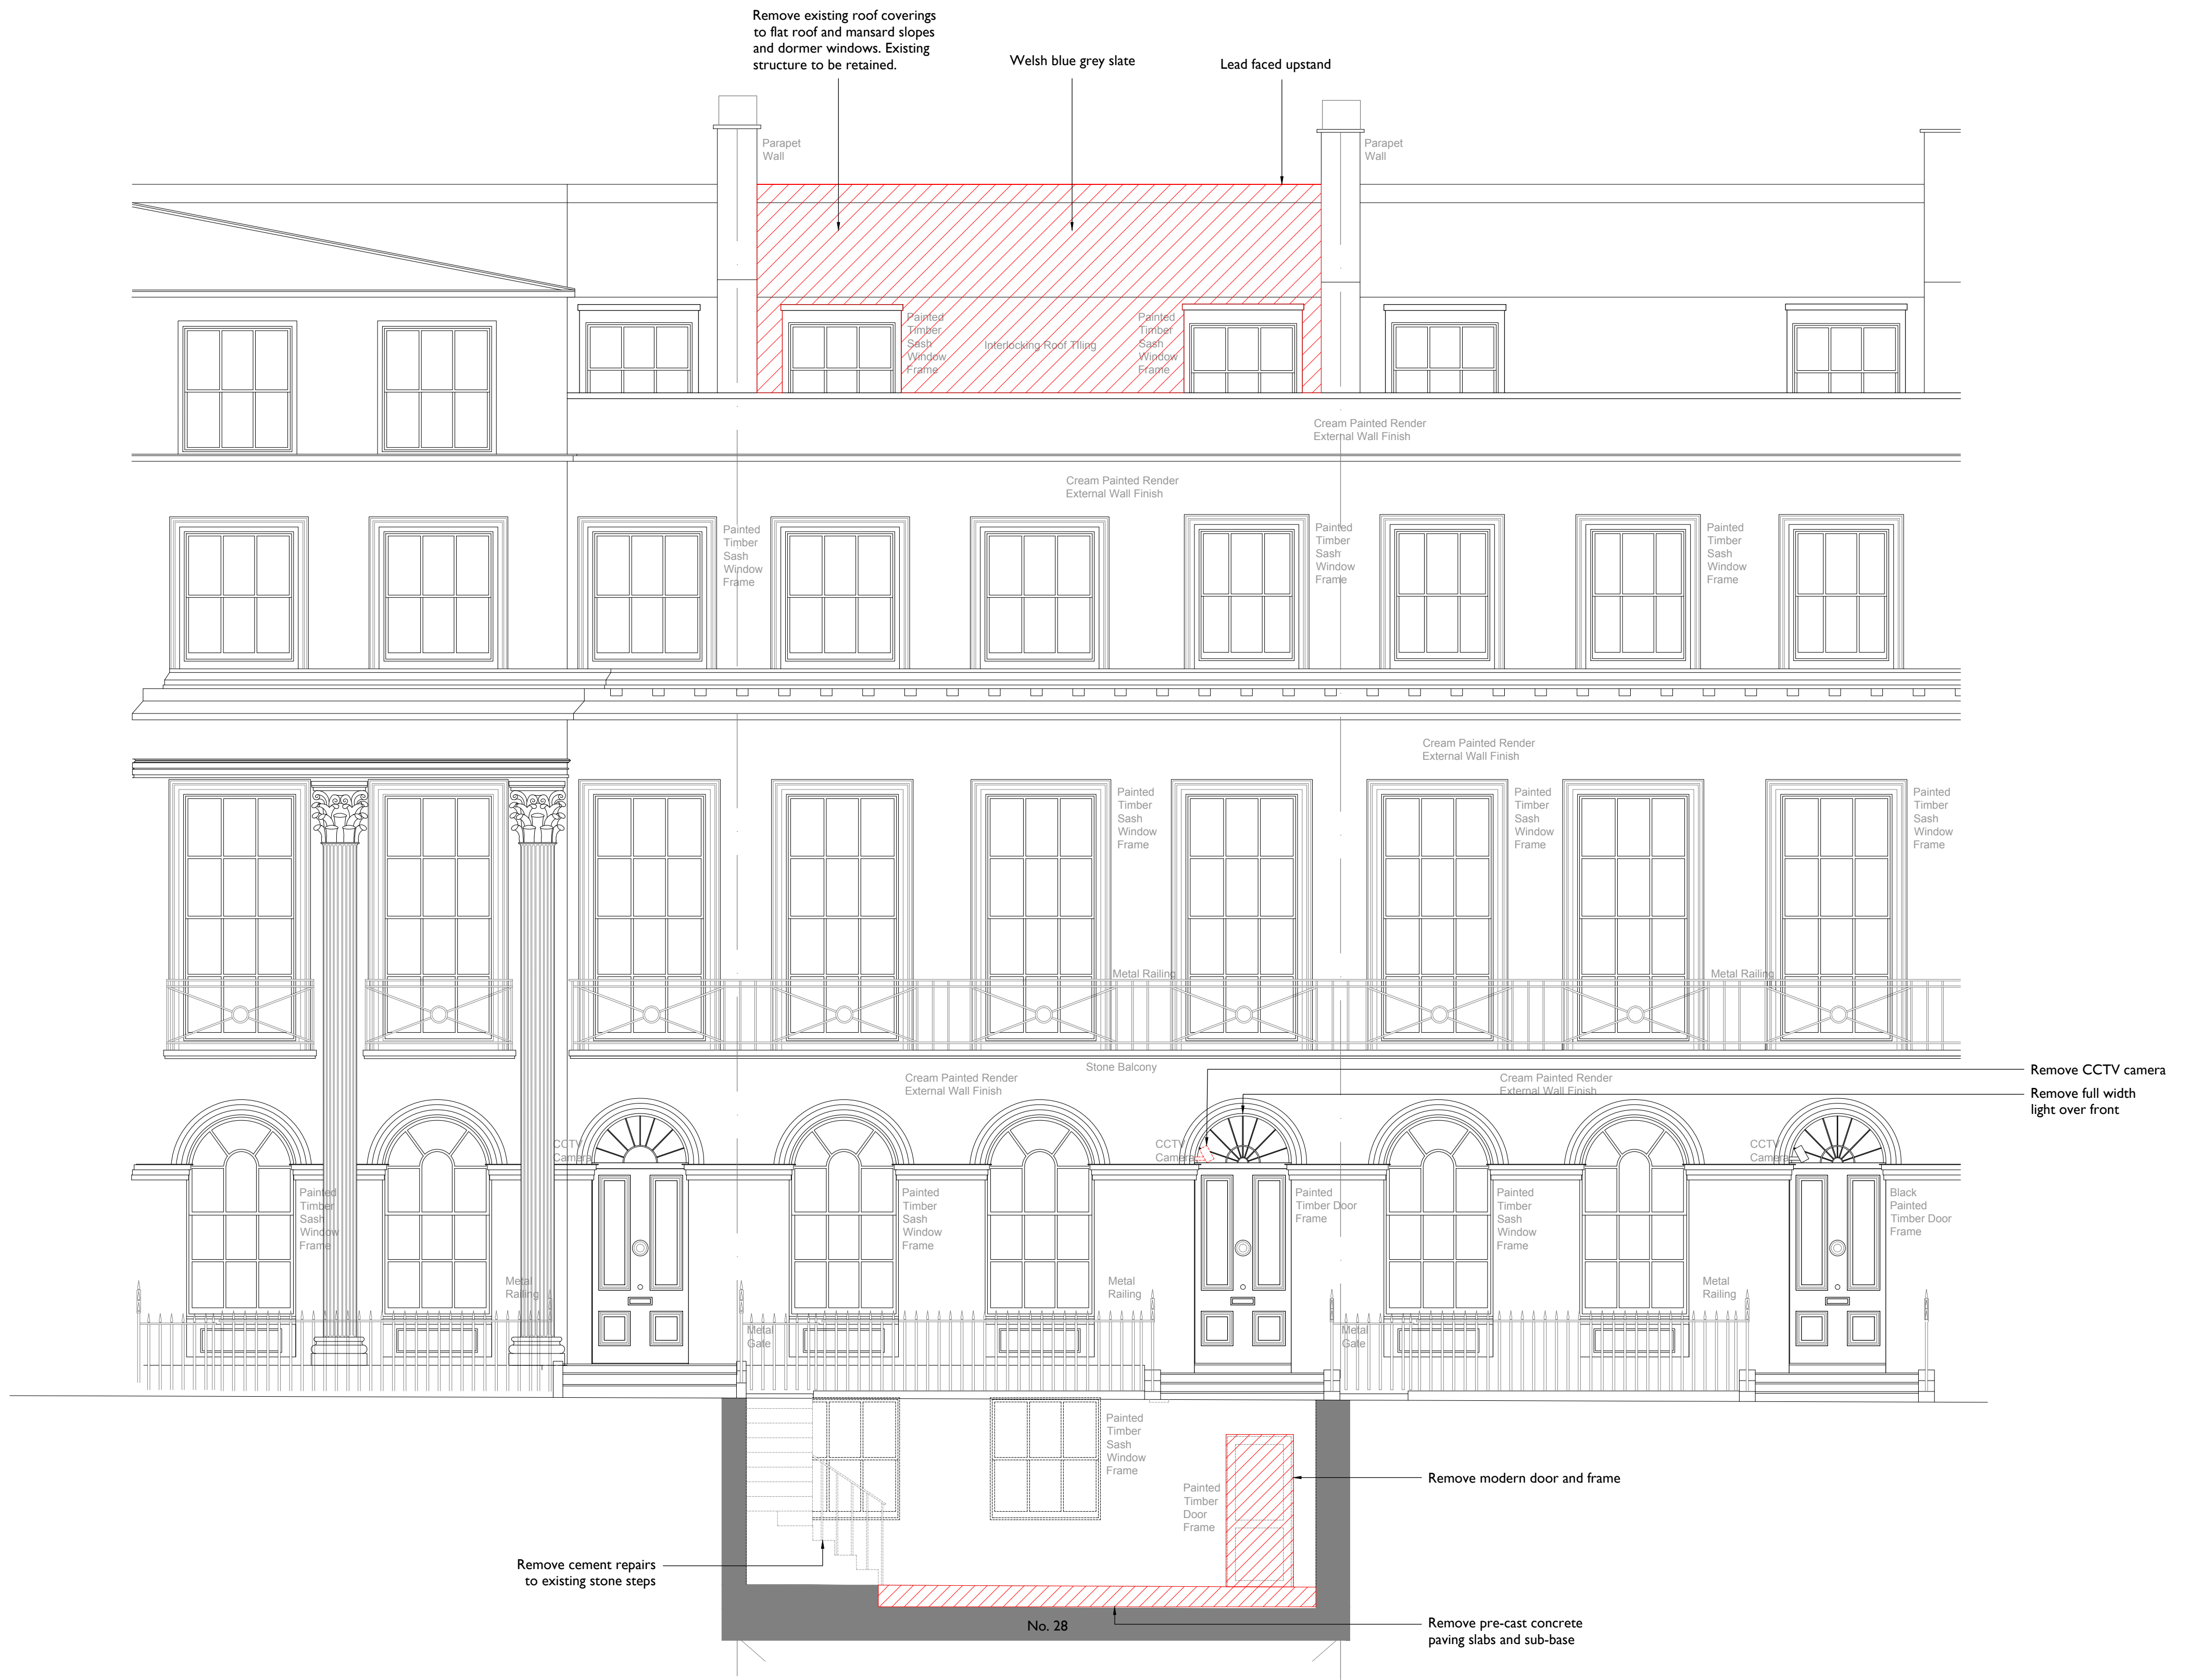 Remove existing roof coverings
to flat roof and mansard slopes
and dormer windows. Existing
structure to be retained.
Welsh blue grey slate
Lead faced upstand
Parapet
Wall
Parapet
Wall
Painted
Timber
Sash
Window
Frame
Interlocking Roof Tiling
Painted
Timber
Sash
Window
Frame
Cream Painted Render
External Wall Finish
Cream Painted Render
External Wall Finish
Painted
Timber
Sash
Window
Frame
Painted
Timber
Sash
Window
Frame
Painted
Timber
Sash
Window
Frame
Cream Painted Render
External Wall Finish
Painted
Timber
Sash
Window
Frame
Painted
Timber
Sash
Window
Frame
Painted
Timber
Sash
Window
Frame
Metal Railing
Metal Railing
Stone Balcony
Cream Painted Render
External Wall Finish
Cream Painted Render
External Wall Finish
Remove CCTV camera
Remove full width
light over front
CCTV
Camera
CCTV
Camera
CCTV
Camera
Painted
Timber
Sash
Window
Frame
Painted
Timber
Sash
Window
Frame
Painted
Timber Door
Frame
Painted
Timber
Sash
Window
Frame
Black
Painted
Timber Door
Frame
Metal
Railing
Metal
Railing
Metal
Railing
Metal
Gate
Metal
Gate
Painted
Timber
Sash
Window
Frame
Painted
Timber
Door
Frame
Remove modern door and frame
Remove cement repairs
to existing stone steps
No. 28
Remove pre-cast concrete
paving slabs and sub-base